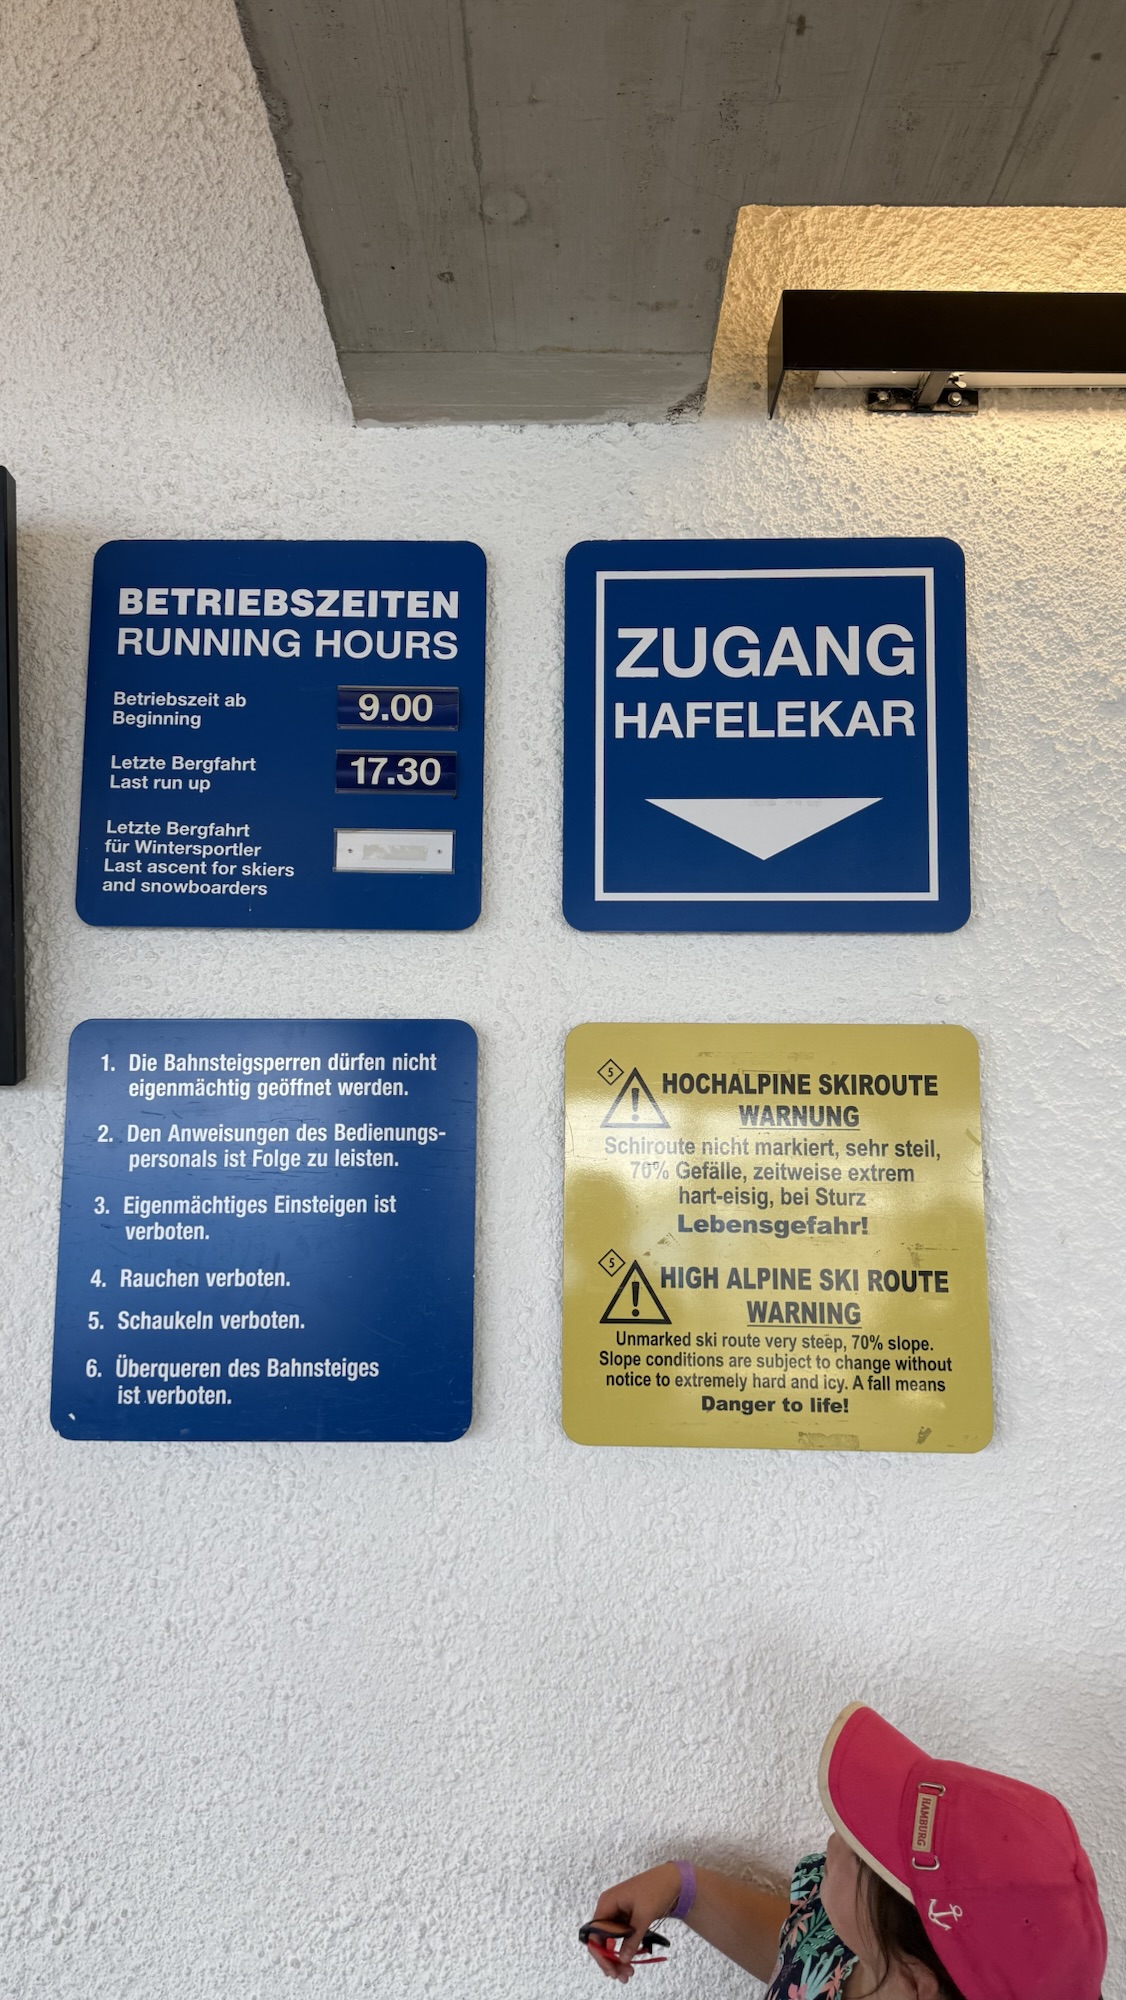 BETRIEBSZEITEN
RUNNING HOURS
Betriebszeit ab
Beginning
9.00
Letzte Bergfahrt
Last run up
17.30
Letzte Bergfahrt
für Wintersportler
Last ascent for skiers
and snowboarders
ZUGANG
HAFELEKAR
1. Die Bahnsteigsperren dürfen nicht
eigenmächtig geöffnet werden.
2. Den Anweisungen des Bedienungs-
personals ist Folge zu leisten.
3. Eigenmächtiges Einsteigen ist
verboten.
4. Rauchen verboten.
5. Schaukeln verboten.
6. Überqueren des Bahnsteiges
ist verboten.
5
HOCHALPINE SKIROUTE
WARNUNG
Schiroute nicht markiert, sehr steil,
70% Gefälle, zeitweise extrem
hart-eisig, bei Sturz
Lebensgefahr!
5
HIGH ALPINE SKI ROUTE
WARNING
Unmarked ski route very steep, 70% slope.
Slope conditions are subject to change without
notice to extremely hard and icy. A fall means
Danger to life!
HAMBURG